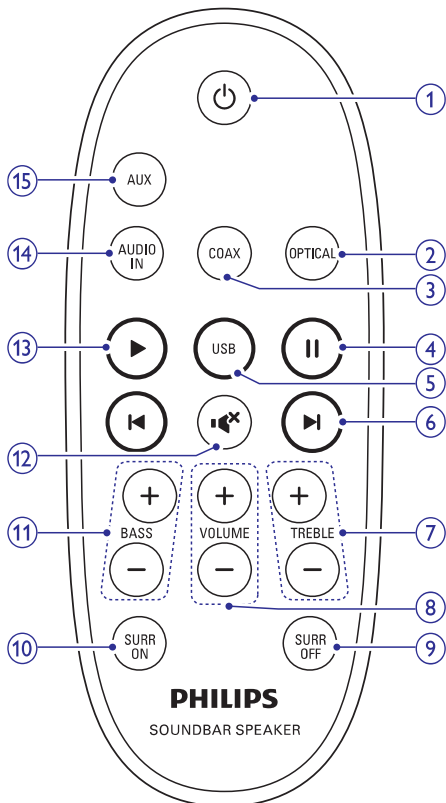 1
15
AUX
14
AUDIO
IN
COAX
OPTICAL
2
3
13
USB
4
5
6
12
+
+
+
11
BASS
VOLUME
TREBLE
7
−
−
−
8
10
SURR
ON
SURR
OFF
9
PHILIPS
SOUNDBAR SPEAKER